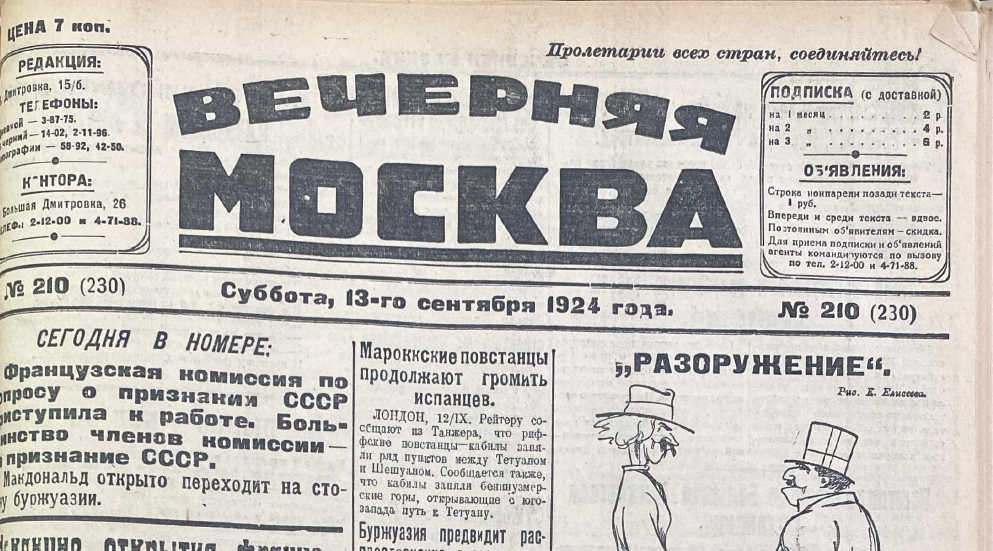 ЦЕНА 7 коп.
Пролетарии всех стран, соединяйтесь!
РЕДАКЦИЯ:
Дмитровка, 15/6.
ТЕЛЕФОНЫ:
— 3-87-75.
— 14-02, 2-11-96.
— 58-92, 42-50.
КОНТОРА:
Большая Дмитровка, 26
2-12-00 и 4-71-88.
ВЕЧЕРНЯЯ
МОСКВА
ПОДПИСКА (с доставкой)
на 1 месяц . . . . . . . . . 2 р.
на 2 „ . . . . . . . . . 4 р.
на 3 „ . . . . . . . . . 6 р.
ОБ'ЯВЛЕНИЯ:
Строка нонпарели позади текста—
1 руб.
Впереди и среди текста — вдвое.
Постоянным об'явителям — скидка.
Для приема подписки и об'явлений
агенты командируются по вызову
по тел. 2-12-00 и 4-71-88.
№ 210 (230)
Суббота, 13-го сентября 1924 года.
№ 210 (230)
СЕГОДНЯ В НОМЕРЕ:
Французская комиссия по
опросу о признании СССР
приступила к работе. Боль-
шинство членов комиссии—
признание СССР.
Макдональд открыто переходит на сто-
буржуазии.
Мароккские повстанцы
продолжают громить
испанцев.
ЛОНДОН, 12/IX. Рейтеру со-
общают из Танжера, что риф-
фские повстанцы—кабилы заня-
ли ряд пунктов между Тетуалом
и Шешуалом. Сообщается также,
что кабилы заняли
ские горы, открывающие с юго-
запада путь к Тетуану.
Буржуазия предвидит рас-
„РАЗОРУЖЕНИЕ“.
Рис. К. Елисеева.